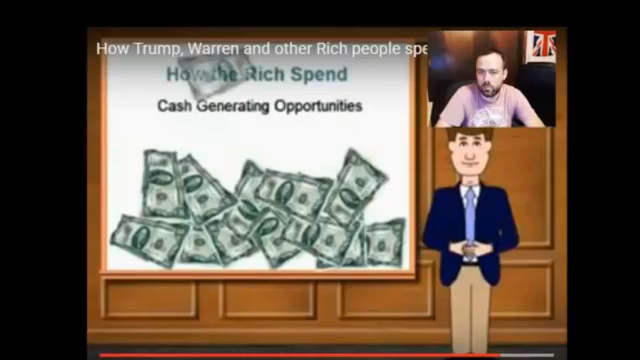 How Trump, Warren and other Rich people spe
How the Rich Spend
Cash Generating Opportunities